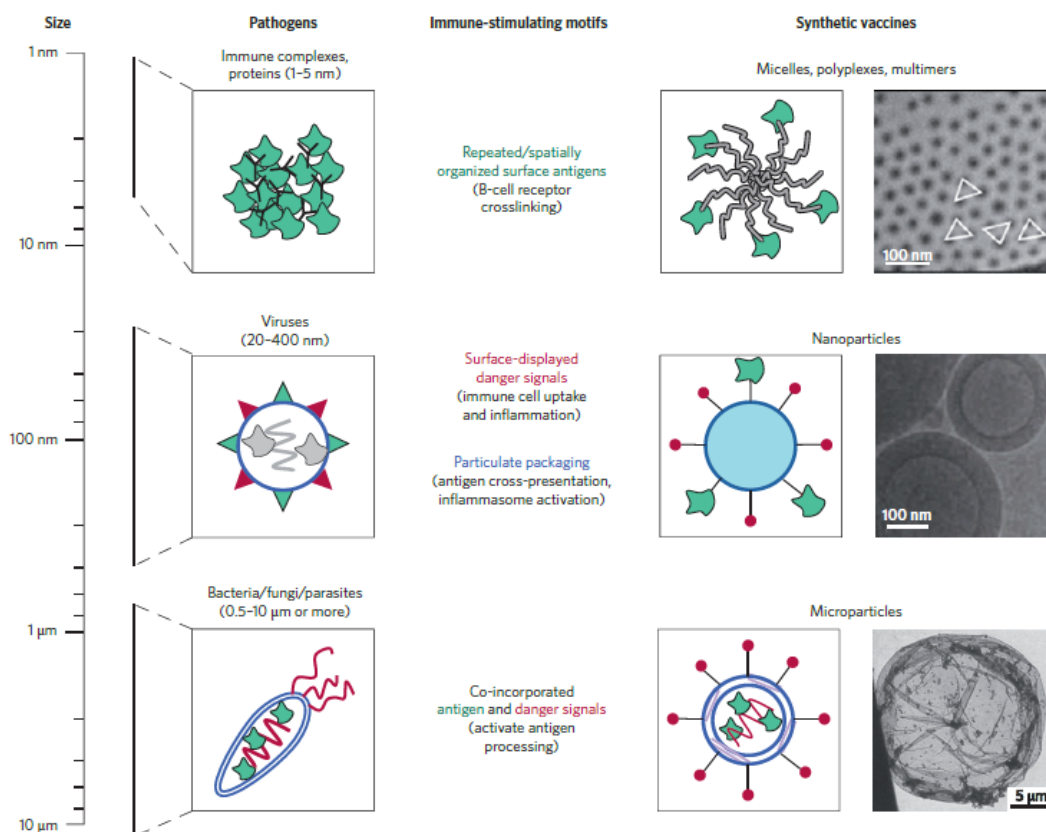 Size
Pathogens
Immune-stimulating motifs
Synthetic vaccines
1 nm
10 nm
100 nm
1 μm
10 μm
Immune complexes,
proteins (1–5 nm)
Repeated/spatially
organized surface antigens
(B-cell receptor
crosslinking)
Micelles, polyplexes, multimers
100 nm
Viruses
(20–400 nm)
Surface-displayed
danger signals
(immune cell uptake
and inflammation)
Particulate packaging
(antigen cross-presentation,
inflammasome activation)
Nanoparticles
100 nm
Bacteria/fungi/parasites
(0.5–10 μm or more)
Co-incorporated
antigen and danger signals
(activate antigen
processing)
Microparticles
5 μm